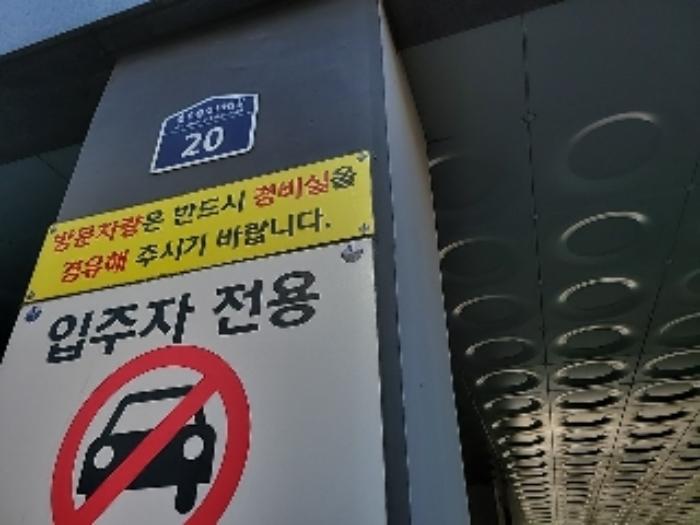 20
방문차량은 반드시 경비실을
경유해 주시기 바랍니다.
입주자 전용